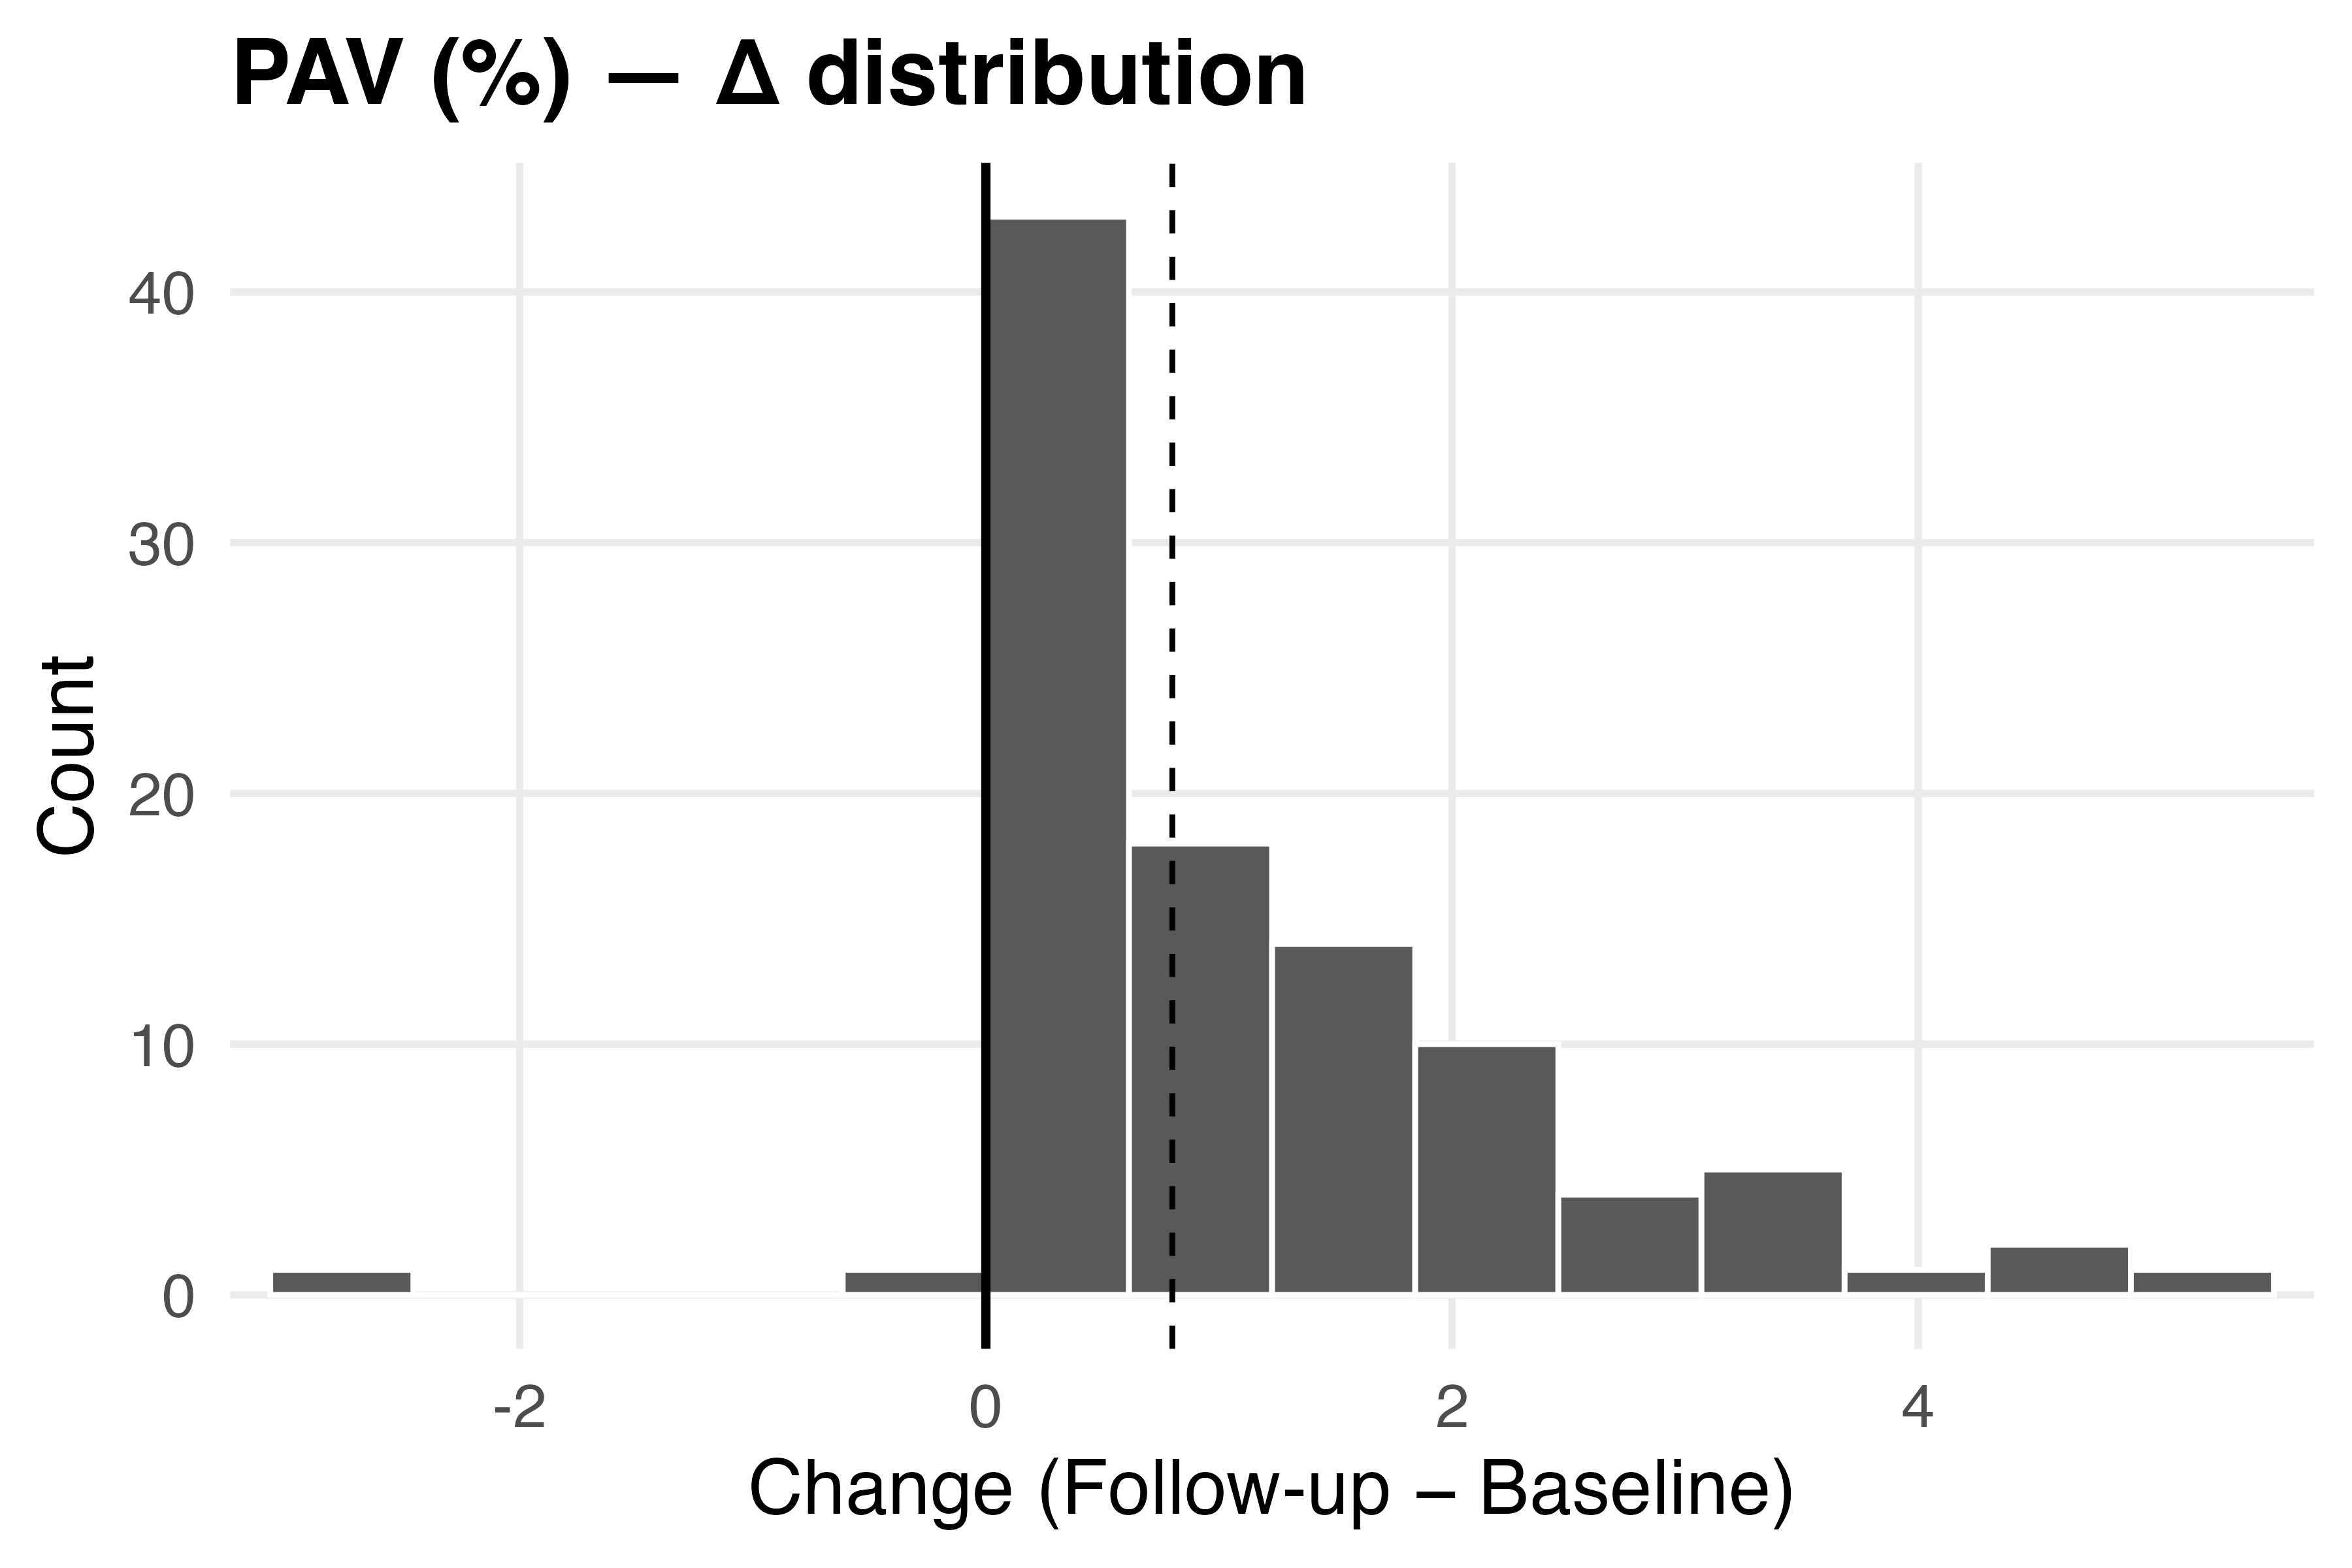 PAV (%) — Δ distribution
40
30
20
10
0
Count
-2 0 2 4
Change (Follow-up − Baseline)